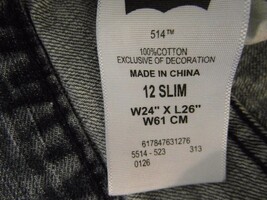 514™
100%COTTON
EXCLUSIVE OF DECORATION
MADE IN CHINA
12 SLIM
W24" X L26"
W61 CM
617847631276
5514 - 523 313
0126